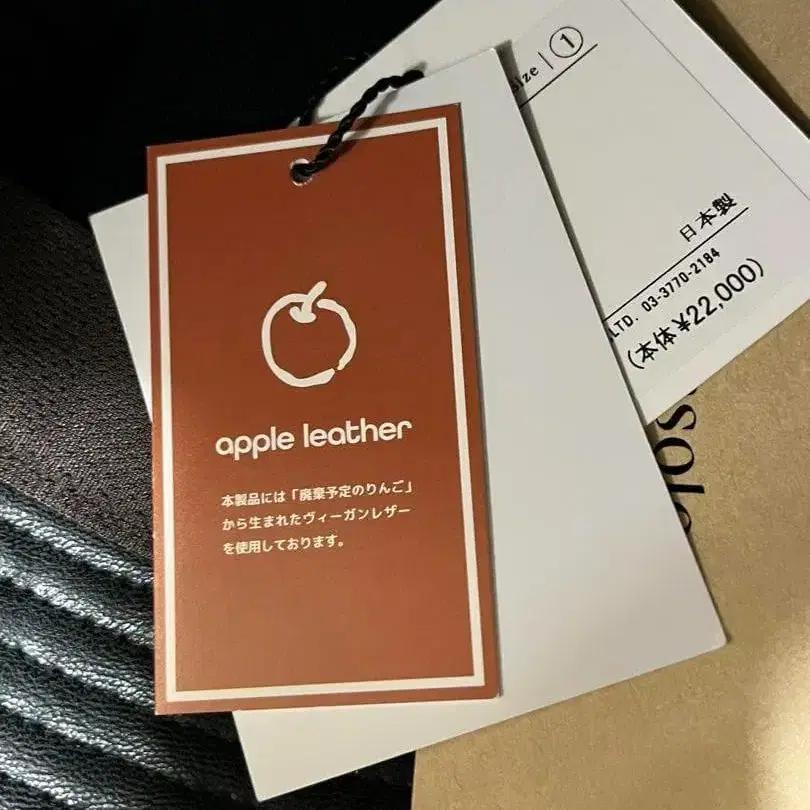 apple leather
本製品には「廃棄予定のりんご」
から生まれたヴィーガンレザー
を使用しております。
size | ①
日本製
LTD. 03-3770-2184
(本体¥22,000)